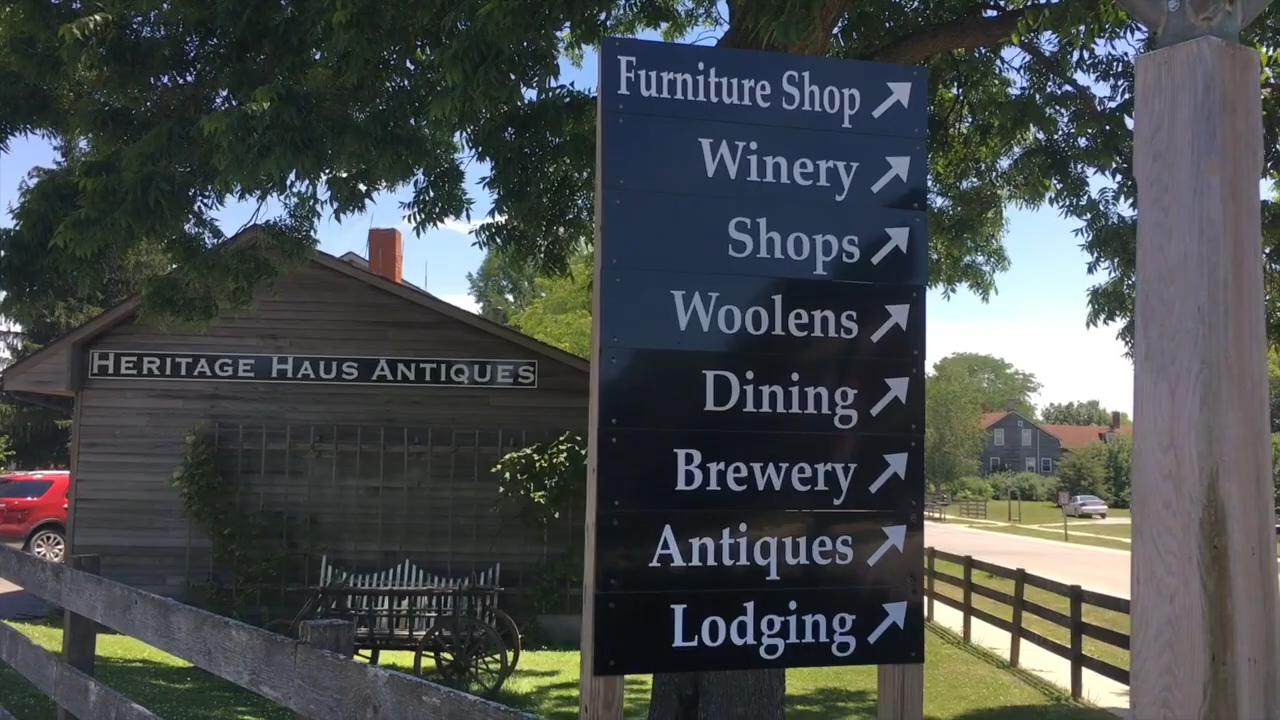 Furniture Shop
Winery
Shops
Woolens
Dining
Brewery
Antiques
Lodging
HERITAGE HAUS ANTIQUES